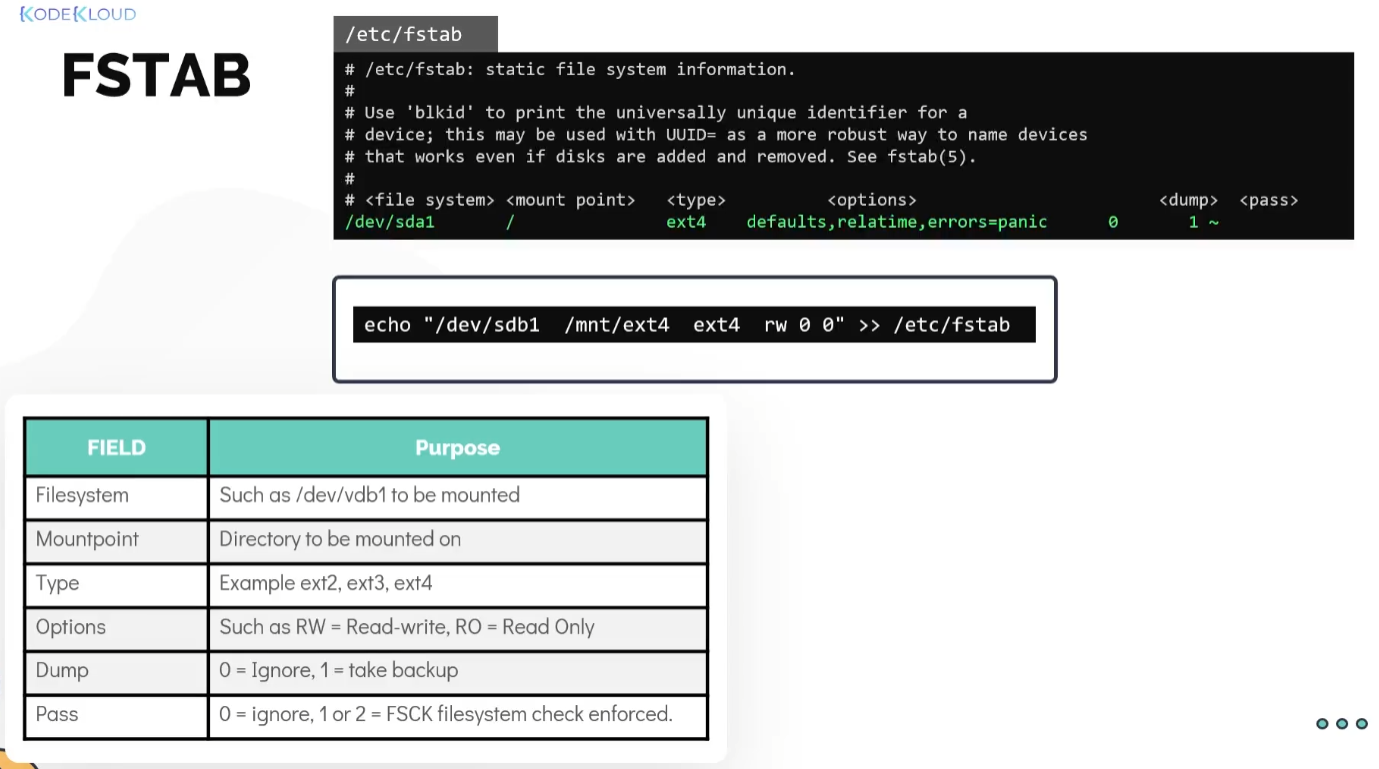 KODEKLOUD
FSTAB
/etc/fstab
# /etc/fstab: static file system information.
#
# Use 'blkid' to print the universally unique identifier for a
# device; this may be used with UUID= as a more robust way to name devices
# that works even if disks are added and removed. See fstab(5).
#
# <file system> <mount point> <type> <options> <dump> <pass>
/dev/sda1 / ext4 defaults,relatime,errors=panic 0 1 ~
echo "/dev/sdb1 /mnt/ext4 ext4 rw 0 0" >> /etc/fstab
FIELD Purpose
Filesystem Such as /dev/vdb1 to be mounted
Mountpoint Directory to be mounted on
Type Example ext2, ext3, ext4
Options Such as RW = Read-write, RO = Read Only
Dump 0 = Ignore, 1 = take backup
Pass 0 = ignore, 1 or 2 = FSCK filesystem check enforced.